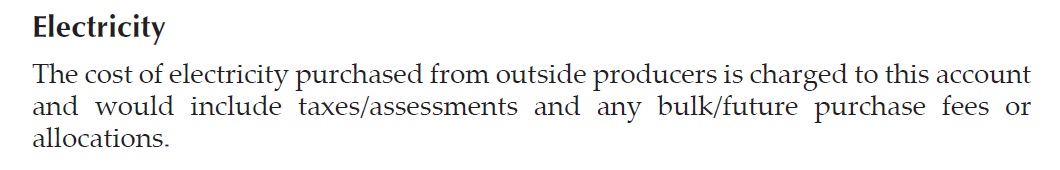 Electricity
The cost of electricity purchased from outside producers is charged to this account
and would include taxes/assessments and any bulk/future purchase fees or
allocations.